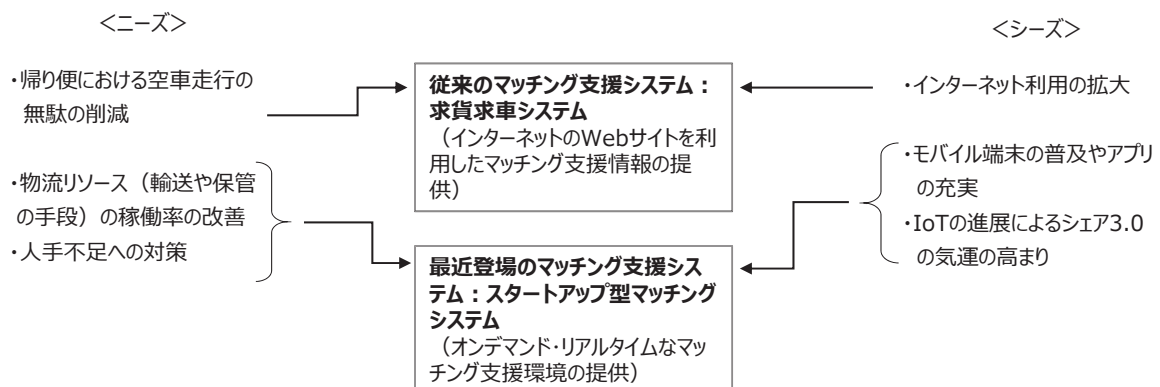 <ニーズ>
・帰り便における空車走行の
無駄の削減
・物流リソース（輸送や保管
の手段）の稼働率の改善
・人手不足への対策
従来のマッチング支援システム：
求貨求車システム
（インターネットのWebサイトを利
用したマッチング支援情報の提
供）
最近登場のマッチング支援シス
テム：スタートアップ型マッチング
システム
（オンデマンド・リアルタイムなマッ
チング支援環境の提供）
<シーズ>
・インターネット利用の拡大
・モバイル端末の普及やアプリ
の充実
・IoTの進展によるシェア3.0
の気運の高まり